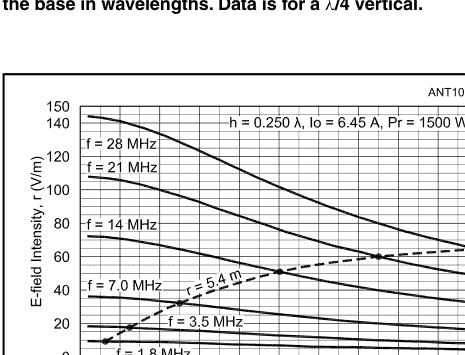 the base in wavelengths. Data is for a λ/4 vertical.
ANT10
150
h = 0.250 λ, Io = 6.45 A, Pr = 1500 W
140
f = 28 MHz
120
f = 21 MHz
100
80
f = 14 MHz
60
E-field Intensity, r (V/m)
r = 5.4 m
f = 7.0 MHz
40
f = 3.5 MHz
20
f = 1.8 MHz
0